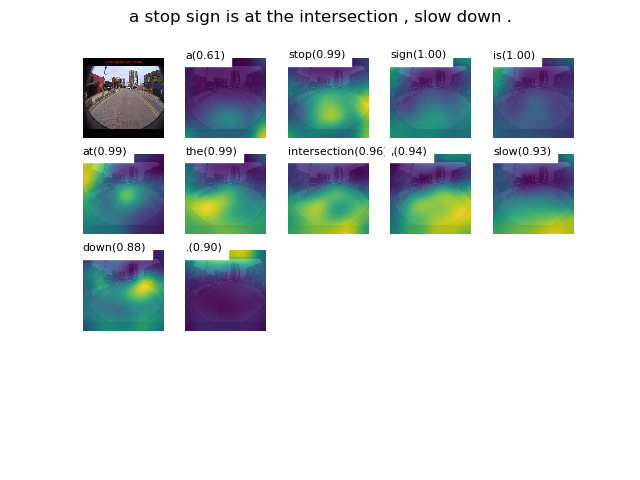 a stop sign is at the intersection , slow down .
a(0.61)
stop(0.99)
sign(1.00)
is(1.00)
at(0.99)
the(0.99)
intersection(0.96)
,(0.94)
slow(0.93)
down(0.88)
.(0.90)